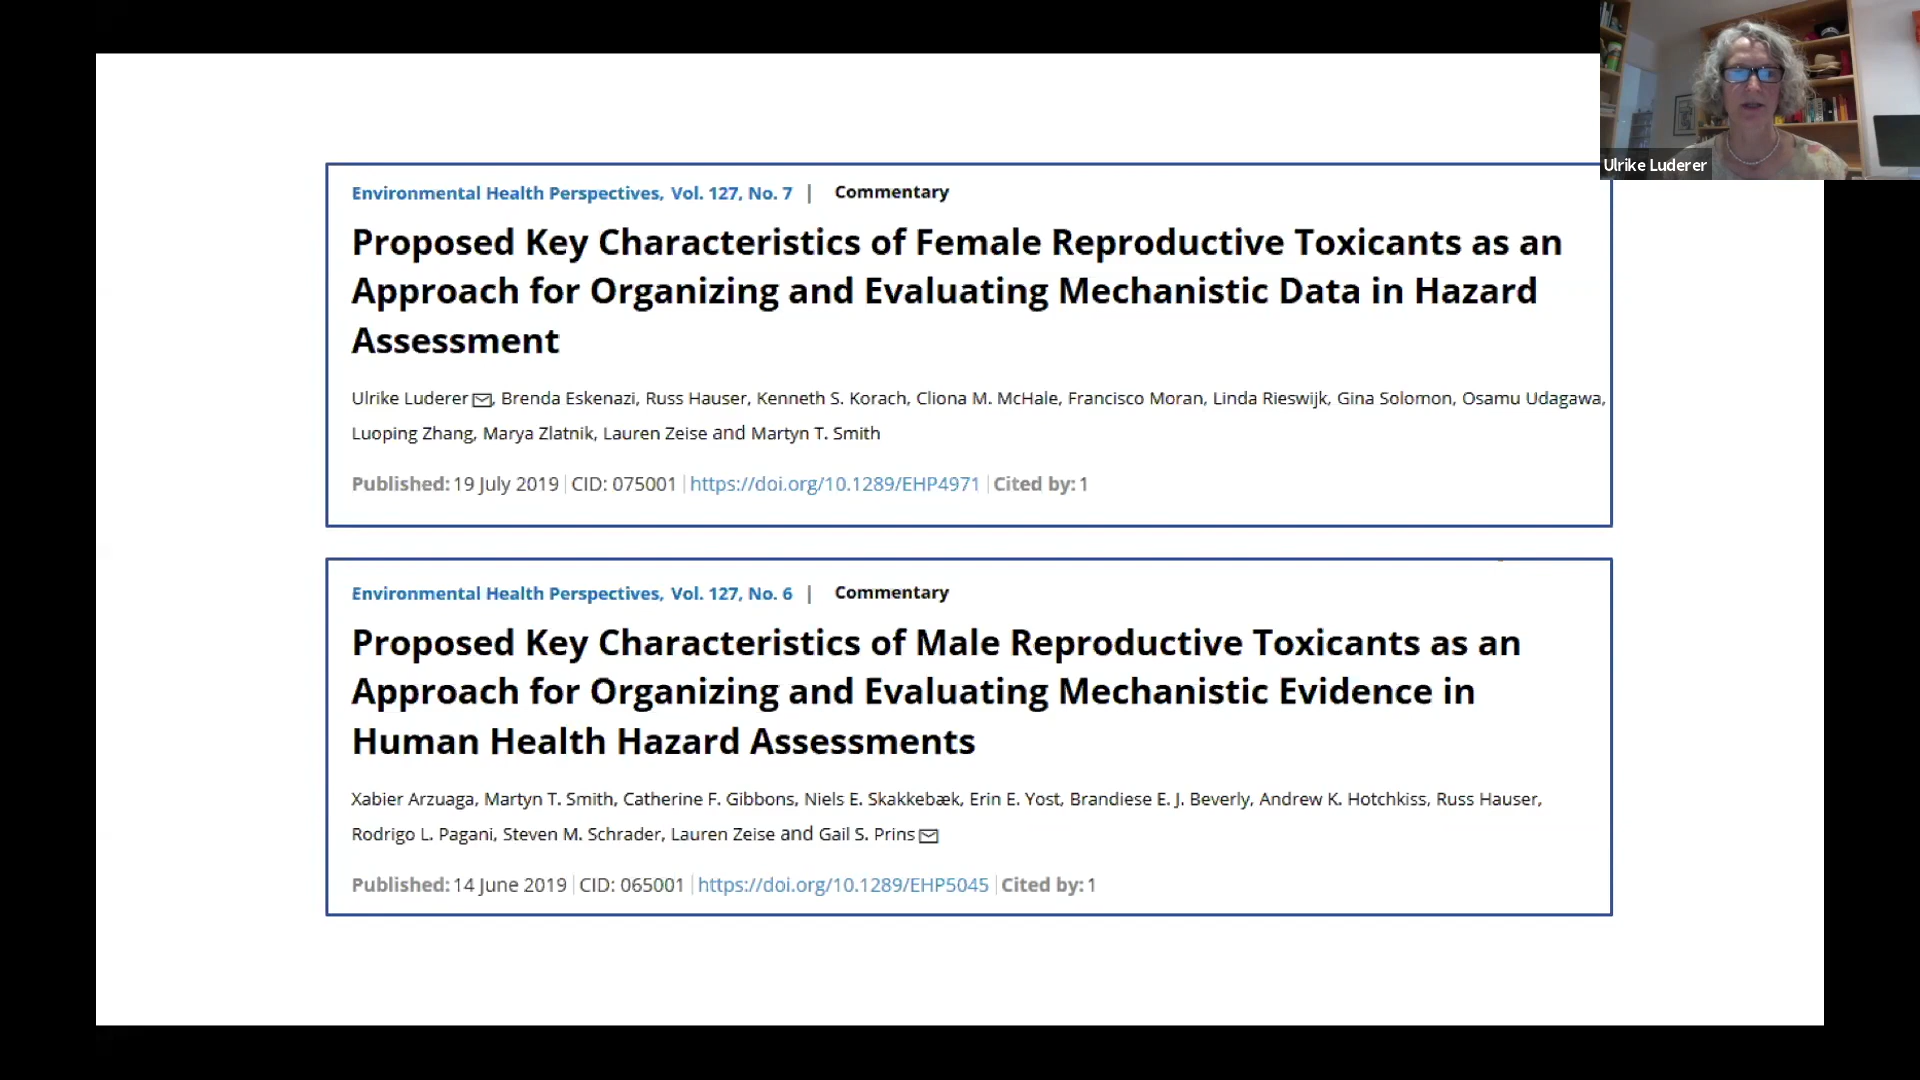 Ulrike Luderer
Environmental Health Perspectives, Vol. 127, No. 7 | Commentary
Proposed Key Characteristics of Female Reproductive Toxicants as an
Approach for Organizing and Evaluating Mechanistic Data in Hazard
Assessment
Ulrike Luderer, Brenda Eskenazi, Russ Hauser, Kenneth S. Korach, Cliona M. McHale, Francisco Moran, Linda Rieswijk, Gina Solomon, Osamu Udagawa,
Luoping Zhang, Marya Zlatnik, Lauren Zeise and Martyn T. Smith
Published: 19 July 2019 | CID: 075001 | https://doi.org/10.1289/EHP4971 | Cited by: 1
Environmental Health Perspectives, Vol. 127, No. 6 | Commentary
Proposed Key Characteristics of Male Reproductive Toxicants as an
Approach for Organizing and Evaluating Mechanistic Evidence in
Human Health Hazard Assessments
Xabier Arzuaga, Martyn T. Smith, Catherine F. Gibbons, Niels E. Skakkebæk, Erin E. Yost, Brandiese E. J. Beverly, Andrew K. Hotchkiss, Russ Hauser,
Rodrigo L. Pagani, Steven M. Schrader, Lauren Zeise and Gail S. Prins
Published: 14 June 2019 | CID: 065001 | https://doi.org/10.1289/EHP5045 | Cited by: 1